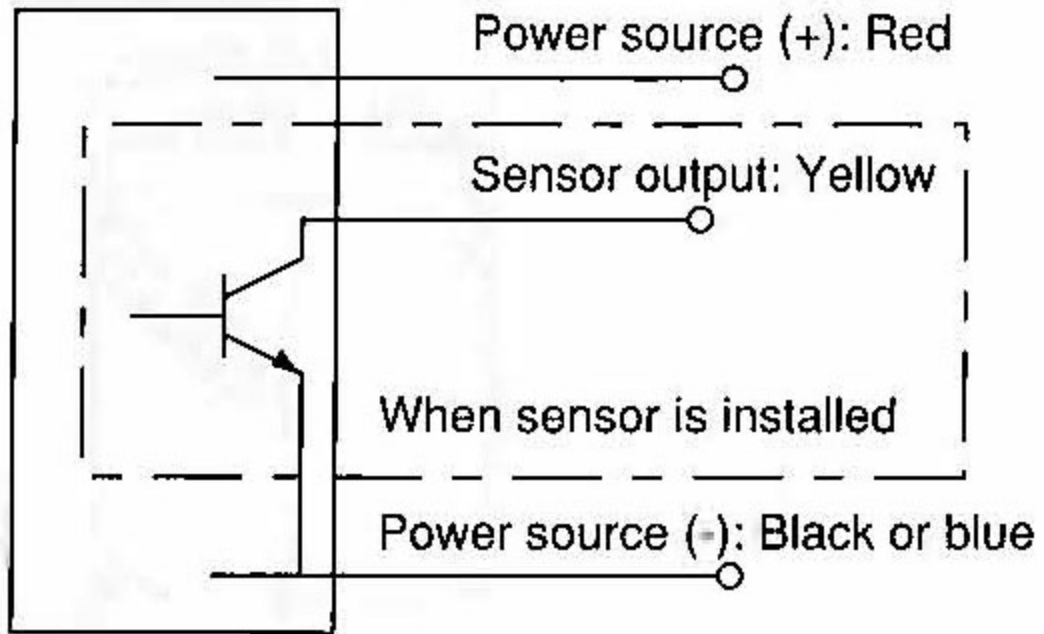 Power source (+): Red
Sensor output: Yellow
When sensor is installed
Power source (-): Black or blue